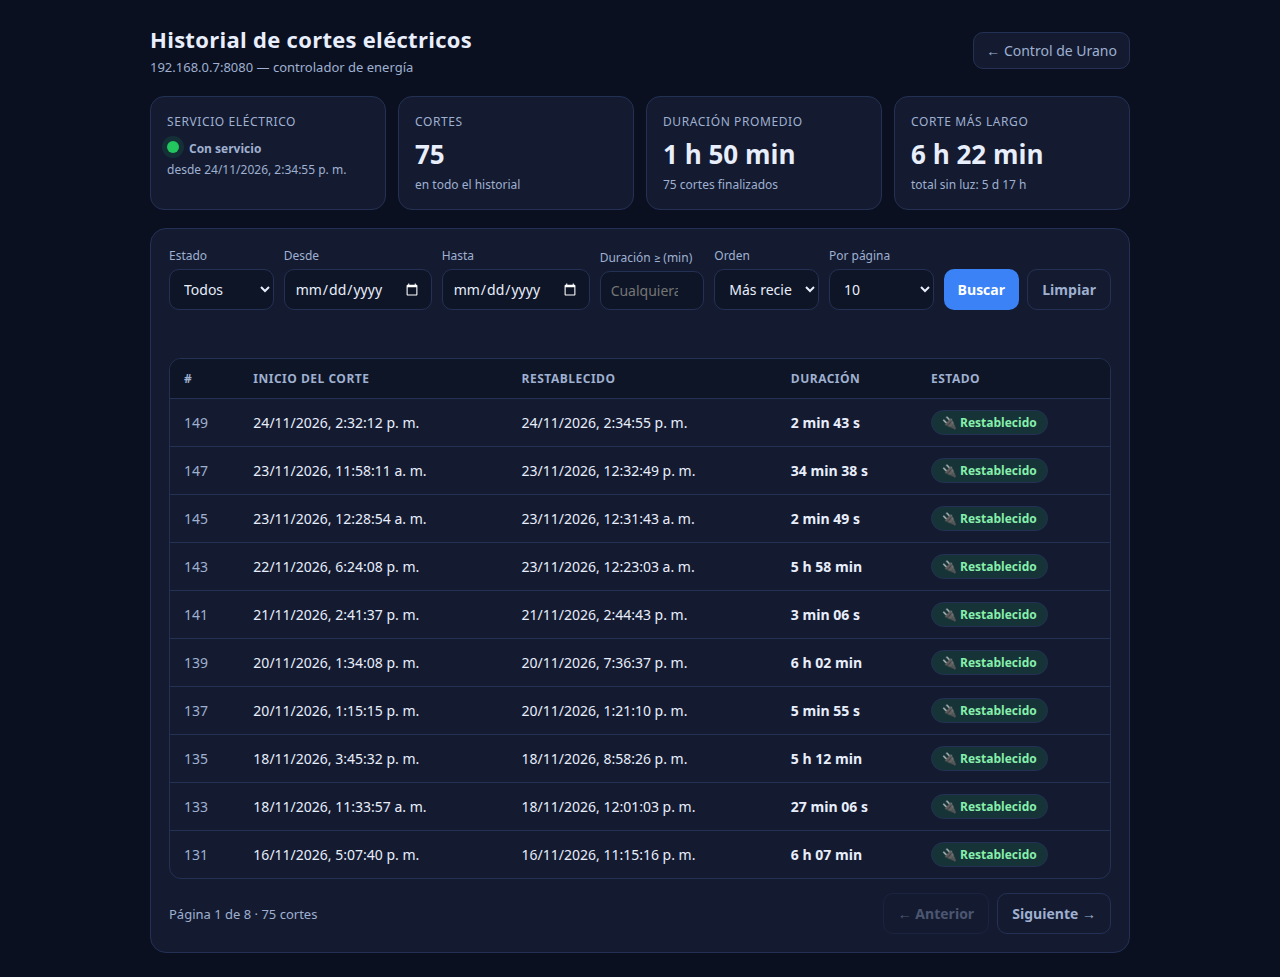 Historial de cortes eléctricos
192.168.0.7:8080 — controlador de energía
← Control de Urano
SERVICIO ELÉCTRICO
Con servicio
desde 24/11/2026, 2:34:55 p. m.
CORTES
75
en todo el historial
DURACIÓN PROMEDIO
1 h 50 min
75 cortes finalizados
CORTE MÁS LARGO
6 h 22 min
total sin luz: 5 d 17 h
Estado Desde Hasta Duración ≥ (min) Orden Por página
Todos mm/dd/yyyy mm/dd/yyyy Cualquiera Más recie 10 Buscar Limpiar
# INICIO DEL CORTE RESTABLECIDO DURACIÓN ESTADO
149 24/11/2026, 2:32:12 p. m. 24/11/2026, 2:34:55 p. m. 2 min 43 s Restablecido
147 23/11/2026, 11:58:11 a. m. 23/11/2026, 12:32:49 p. m. 34 min 38 s Restablecido
145 23/11/2026, 12:28:54 a. m. 23/11/2026, 12:31:43 a. m. 2 min 49 s Restablecido
143 22/11/2026, 6:24:08 p. m. 23/11/2026, 12:23:03 a. m. 5 h 58 min Restablecido
141 21/11/2026, 2:41:37 p. m. 21/11/2026, 2:44:43 p. m. 3 min 06 s Restablecido
139 20/11/2026, 1:34:08 p. m. 20/11/2026, 7:36:37 p. m. 6 h 02 min Restablecido
137 20/11/2026, 1:15:15 p. m. 20/11/2026, 1:21:10 p. m. 5 min 55 s Restablecido
135 18/11/2026, 3:45:32 p. m. 18/11/2026, 8:58:26 p. m. 5 h 12 min Restablecido
133 18/11/2026, 11:33:57 a. m. 18/11/2026, 12:01:03 p. m. 27 min 06 s Restablecido
131 16/11/2026, 5:07:40 p. m. 16/11/2026, 11:15:16 p. m. 6 h 07 min Restablecido
Página 1 de 8 · 75 cortes
← Anterior Siguiente →